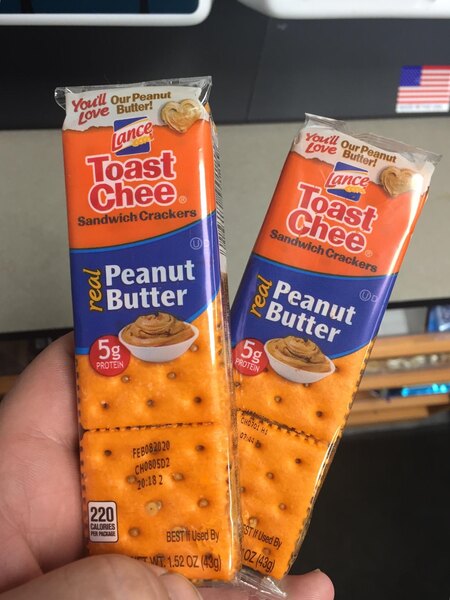 You'll Love
Our Peanut Butter!
Lance
Toast
Chee®
Sandwich Crackers
real
Peanut
Butter
5g
PROTEIN
FEB082020
CH0805DZ
20:18 2
220
CALORIES
PER PACKAGE
BEST If Used By
WT. 1.52 OZ (43g)
You'll Love
Our Peanut Butter!
Lance
Toast
Chee®
Sandwich Crackers
real
Peanut
Butter
5g
PROTEIN
BEST If Used By
OZ (43g)